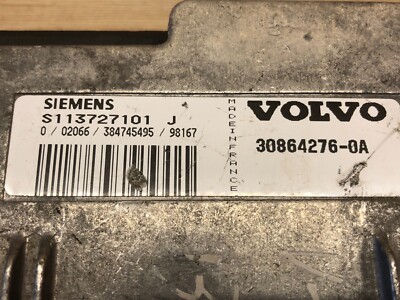 SIEMENS
S113727101 J
0 / 02066 / 384745495 / 98167
MADE IN FRANCE
VOLVO
30864276-0A